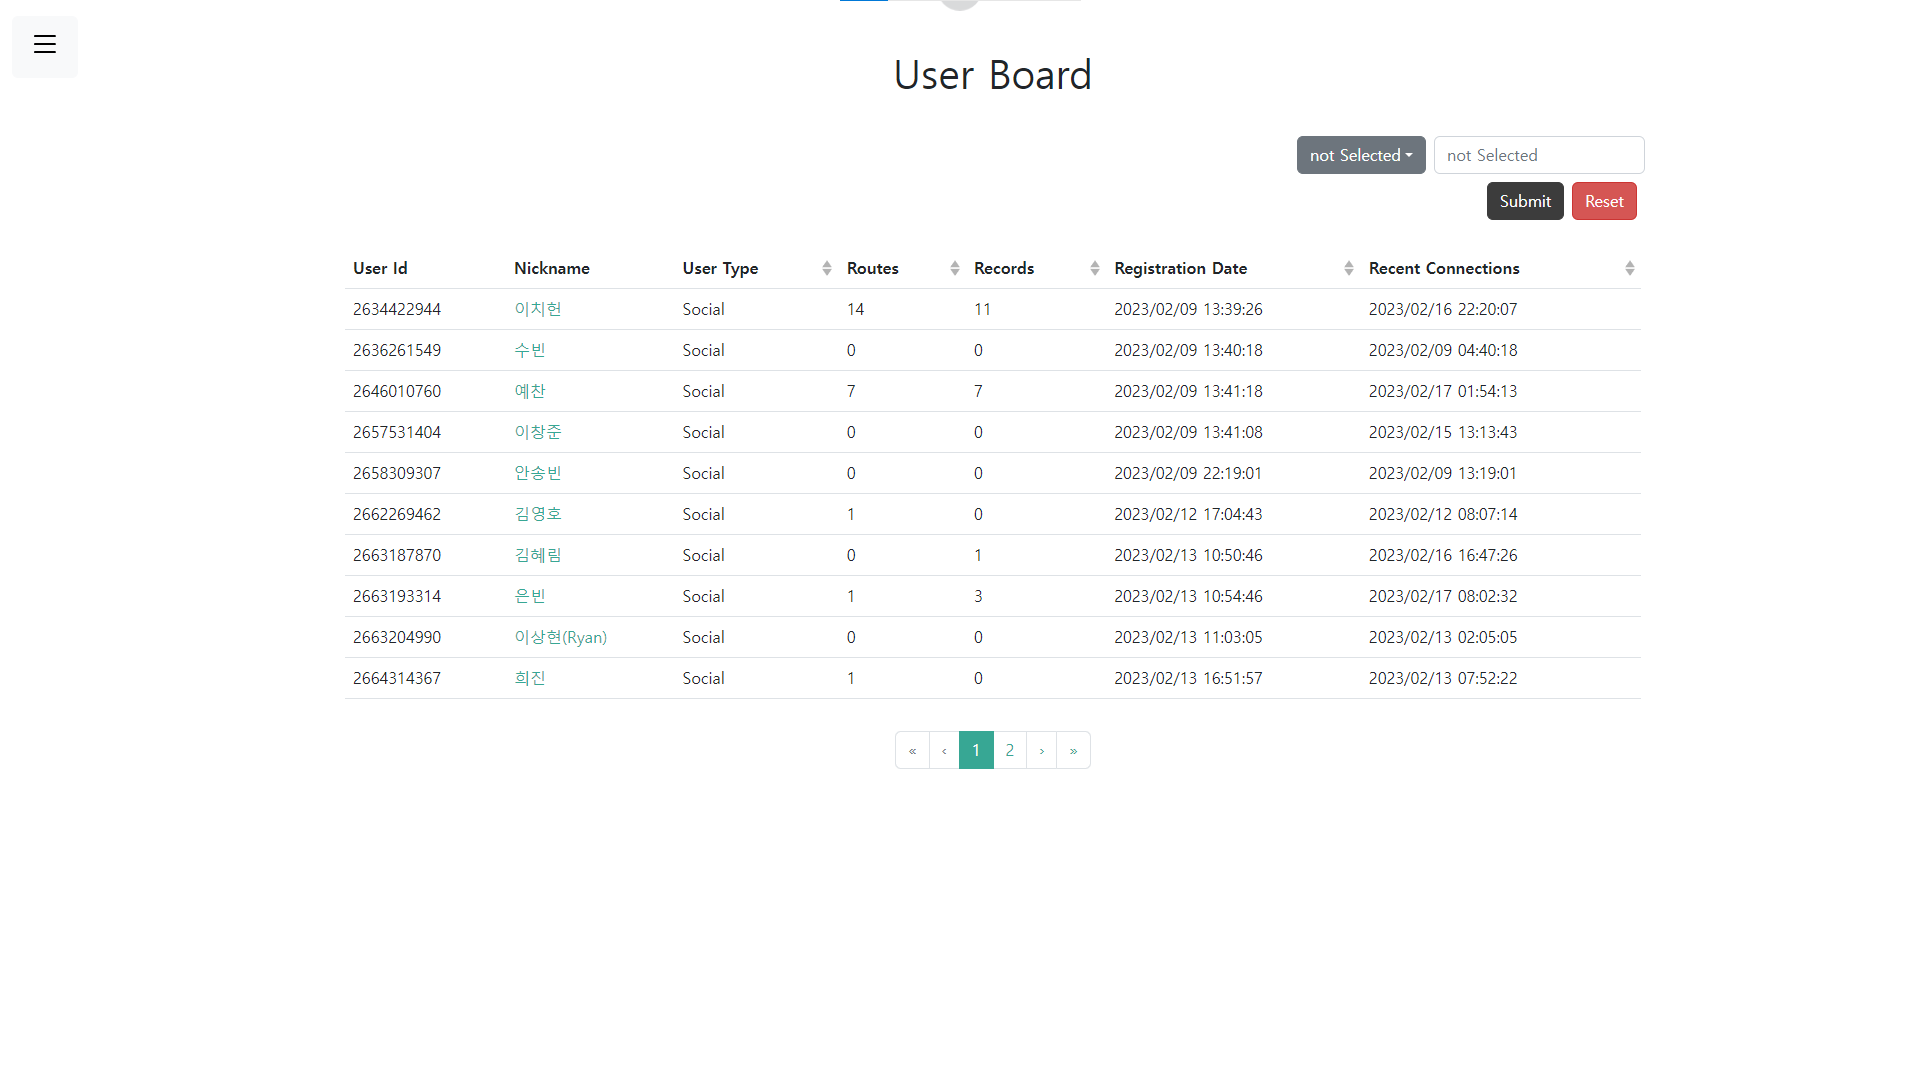 User Board
not Selected not Selected
Submit Reset
User Id Nickname User Type Routes Records Registration Date Recent Connections
2634422944 이치헌 Social 14 11 2023/02/09 13:39:26 2023/02/16 22:20:07
2636261549 수빈 Social 0 0 2023/02/09 13:40:18 2023/02/09 04:40:18
2646010760 예찬 Social 7 7 2023/02/09 13:41:18 2023/02/17 01:54:13
2657531404 이창준 Social 0 0 2023/02/09 13:41:08 2023/02/15 13:13:43
2658309307 안송빈 Social 0 0 2023/02/09 22:19:01 2023/02/09 13:19:01
2662269462 김영호 Social 1 0 2023/02/12 17:04:43 2023/02/12 08:07:14
2663187870 김혜림 Social 0 1 2023/02/13 10:50:46 2023/02/16 16:47:26
2663193314 은빈 Social 1 3 2023/02/13 10:54:46 2023/02/17 08:02:32
2663204990 이상현(Ryan) Social 0 0 2023/02/13 11:03:05 2023/02/13 02:05:05
2664314367 희진 Social 1 0 2023/02/13 16:51:57 2023/02/13 07:52:22
« ‹ 1 2 › »